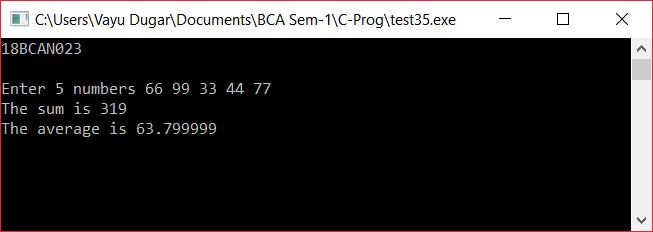 C:\Users\Vayu Dugar\Documents\BCA Sem-1\C-Prog\test35.exe
18BCAN023
Enter 5 numbers 66 99 33 44 77
The sum is 319
The average is 63.799999